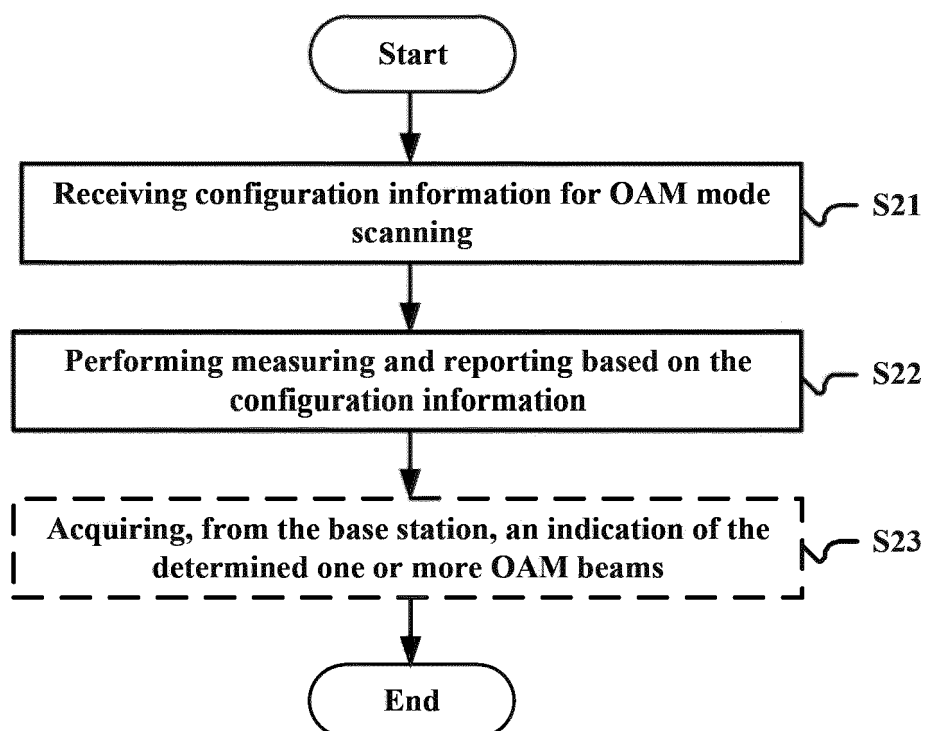 Start
Receiving configuration information for OAM mode
scanning
S21
Performing measuring and reporting based on the
configuration information
S22
Acquiring, from the base station, an indication of the
determined one or more OAM beams
S23
End